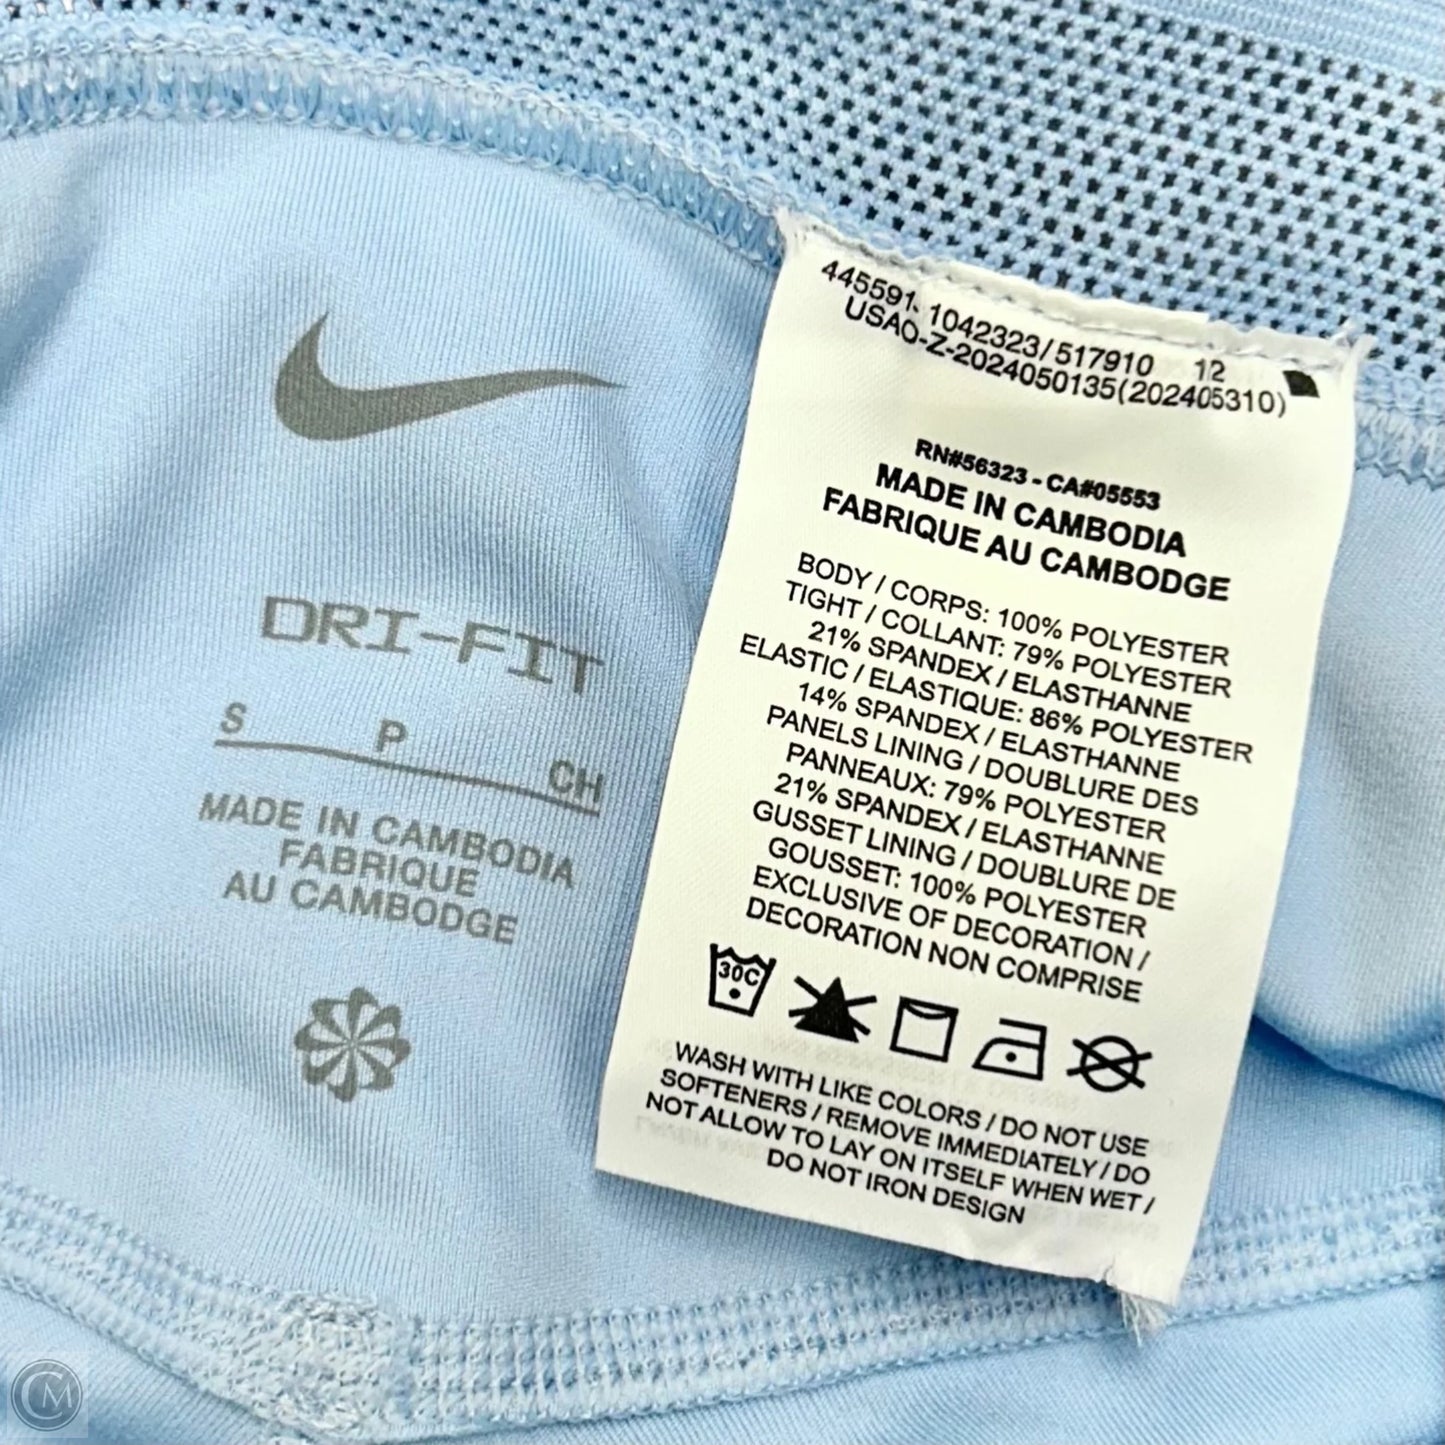 DRI-FIT
S P CH
MADE IN CAMBODIA
FABRIQUE
AU CAMBODGE
445591. 1042323/517910 12
USAO-Z-2024050135(202405310)
RN#56323 - CA#05553
MADE IN CAMBODIA
FABRIQUE AU CAMBODGE
BODY / CORPS: 100% POLYESTER
TIGHT / COLLANT: 79% POLYESTER
21% SPANDEX / ELASTHANNE
ELASTIC / ELASTIQUE: 86% POLYESTER
14% SPANDEX / ELASTHANNE
PANELS LINING / DOUBLURE DES
PANNEAUX: 79% POLYESTER
21% SPANDEX / ELASTHANNE
GUSSET LINING / DOUBLURE DE
GOUSSET: 100% POLYESTER
EXCLUSIVE OF DECORATION /
DECORATION NON COMPRISE
30C
WASH WITH LIKE COLORS / DO NOT USE
SOFTENERS / REMOVE IMMEDIATELY / DO
NOT ALLOW TO LAY ON ITSELF WHEN WET /
DO NOT IRON DESIGN
CM